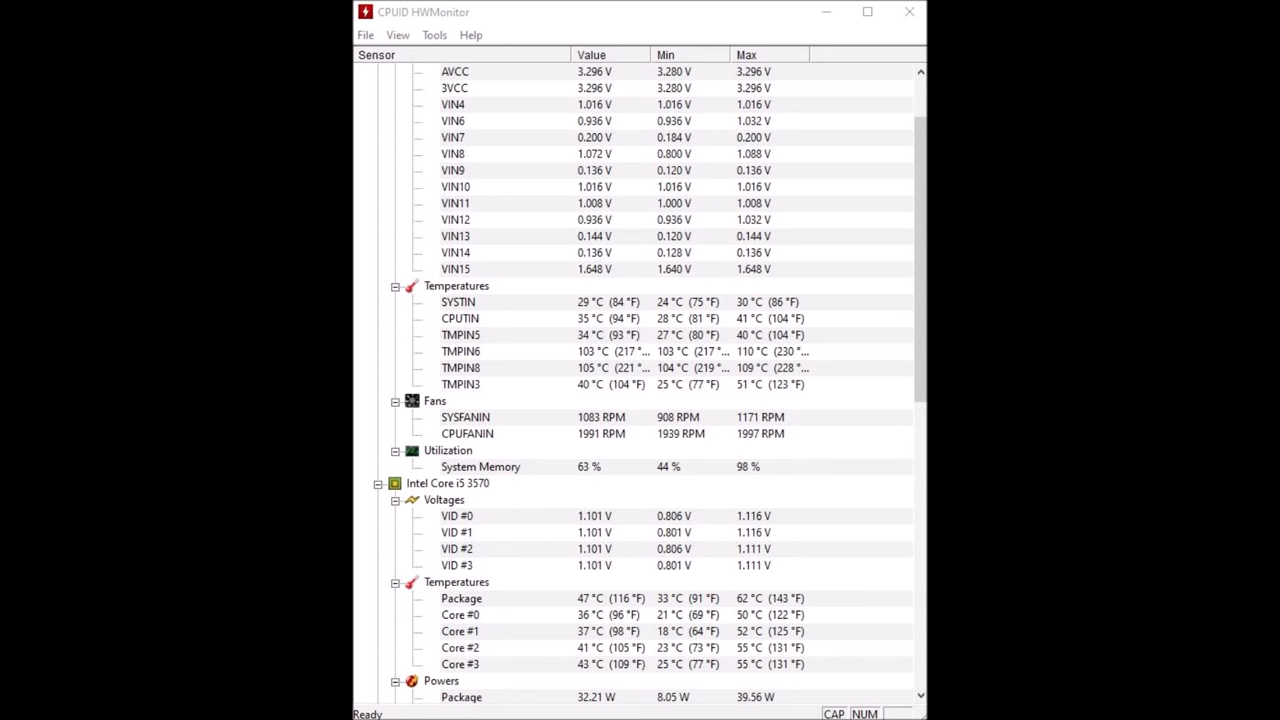 CPUID HWMonitor
File View Tools Help
Sensor Value Min Max
AVCC 3.296 V 3.280 V 3.296 V
3VCC 3.296 V 3.280 V 3.296 V
VIN4 1.016 V 1.016 V 1.016 V
VIN6 0.936 V 0.936 V 1.032 V
VIN7 0.200 V 0.184 V 0.200 V
VIN8 1.072 V 0.800 V 1.088 V
VIN9 0.136 V 0.120 V 0.136 V
VIN10 1.016 V 1.016 V 1.016 V
VIN11 1.008 V 1.000 V 1.008 V
VIN12 0.936 V 0.936 V 1.032 V
VIN13 0.144 V 0.120 V 0.144 V
VIN14 0.136 V 0.128 V 0.136 V
VIN15 1.648 V 1.640 V 1.648 V
Temperatures
SYSTIN 29 °C (84 °F) 24 °C (75 °F) 30 °C (86 °F)
CPUTIN 35 °C (94 °F) 28 °C (81 °F) 41 °C (104 °F)
TMPIN5 34 °C (93 °F) 27 °C (80 °F) 40 °C (104 °F)
TMPIN6 103 °C (217 °... 103 °C (217 °... 110 °C (230 °...
TMPIN8 105 °C (221 °... 104 °C (219 °... 109 °C (228 °...
TMPIN3 40 °C (104 °F) 25 °C (77 °F) 51 °C (123 °F)
Fans
SYSFANIN 1083 RPM 908 RPM 1171 RPM
CPUFANIN 1991 RPM 1939 RPM 1997 RPM
Utilization
System Memory 63 % 44 % 98 %
Intel Core i5 3570
Voltages
VID #0 1.101 V 0.806 V 1.116 V
VID #1 1.101 V 0.801 V 1.116 V
VID #2 1.101 V 0.806 V 1.111 V
VID #3 1.101 V 0.801 V 1.111 V
Temperatures
Package 47 °C (116 °F) 33 °C (91 °F) 62 °C (143 °F)
Core #0 36 °C (96 °F) 21 °C (69 °F) 50 °C (122 °F)
Core #1 37 °C (98 °F) 18 °C (64 °F) 52 °C (125 °F)
Core #2 41 °C (105 °F) 23 °C (73 °F) 55 °C (131 °F)
Core #3 43 °C (109 °F) 25 °C (77 °F) 55 °C (131 °F)
Powers
Package 32.21 W 8.05 W 39.56 W
Ready CAP NUM